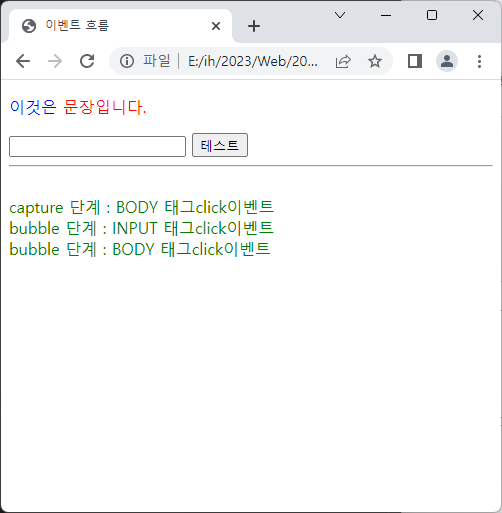 이벤트 흐름
파일 E:/ih/2023/Web/20...
이것은 문장입니다.
테스트
capture 단계 : BODY 태그click이벤트
bubble 단계 : INPUT 태그click이벤트
bubble 단계 : BODY 태그click이벤트